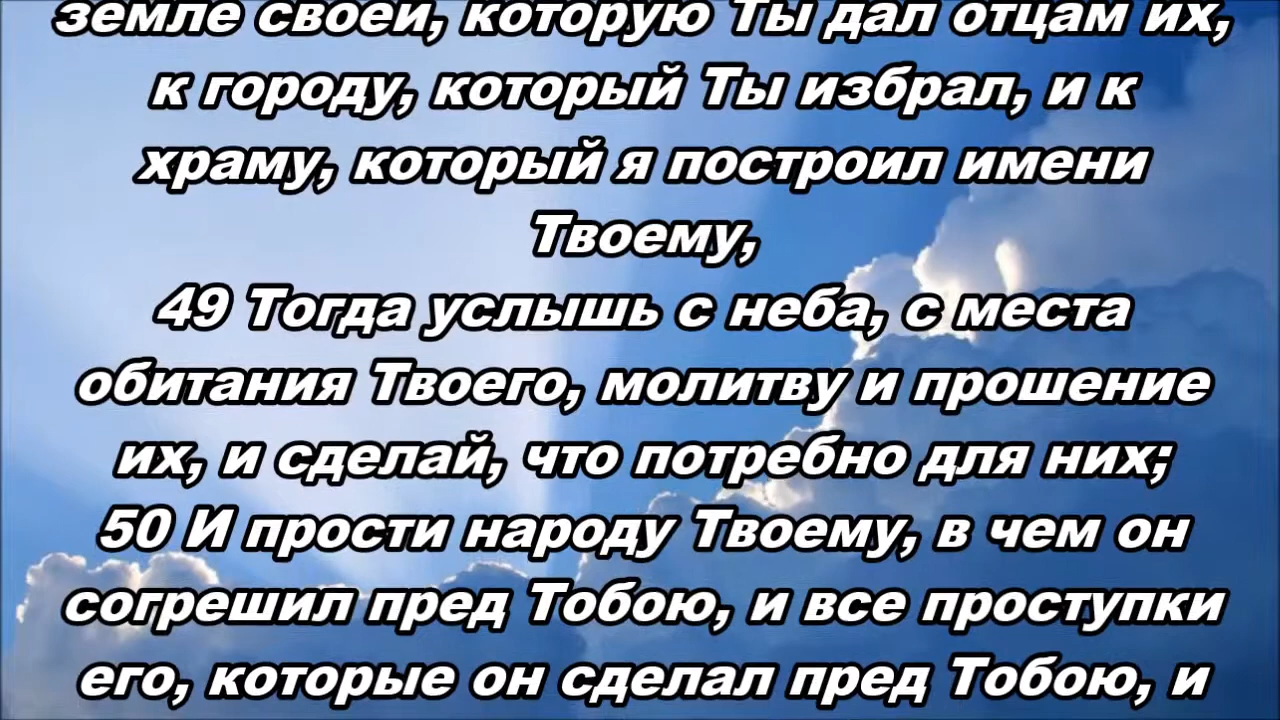 земле своей, которую Ты дал отцам их,
к городу, который Ты избрал, и к
храму, который я построил имени
Твоему,
49 Тогда услышь с неба, с места
обитания Твоего, молитву и прошение
их, и сделай, что потребно для них;
50 И прости народу Твоему, в чем он
согрешил пред Тобою, и все проступки
его, которые он сделал пред Тобою, и